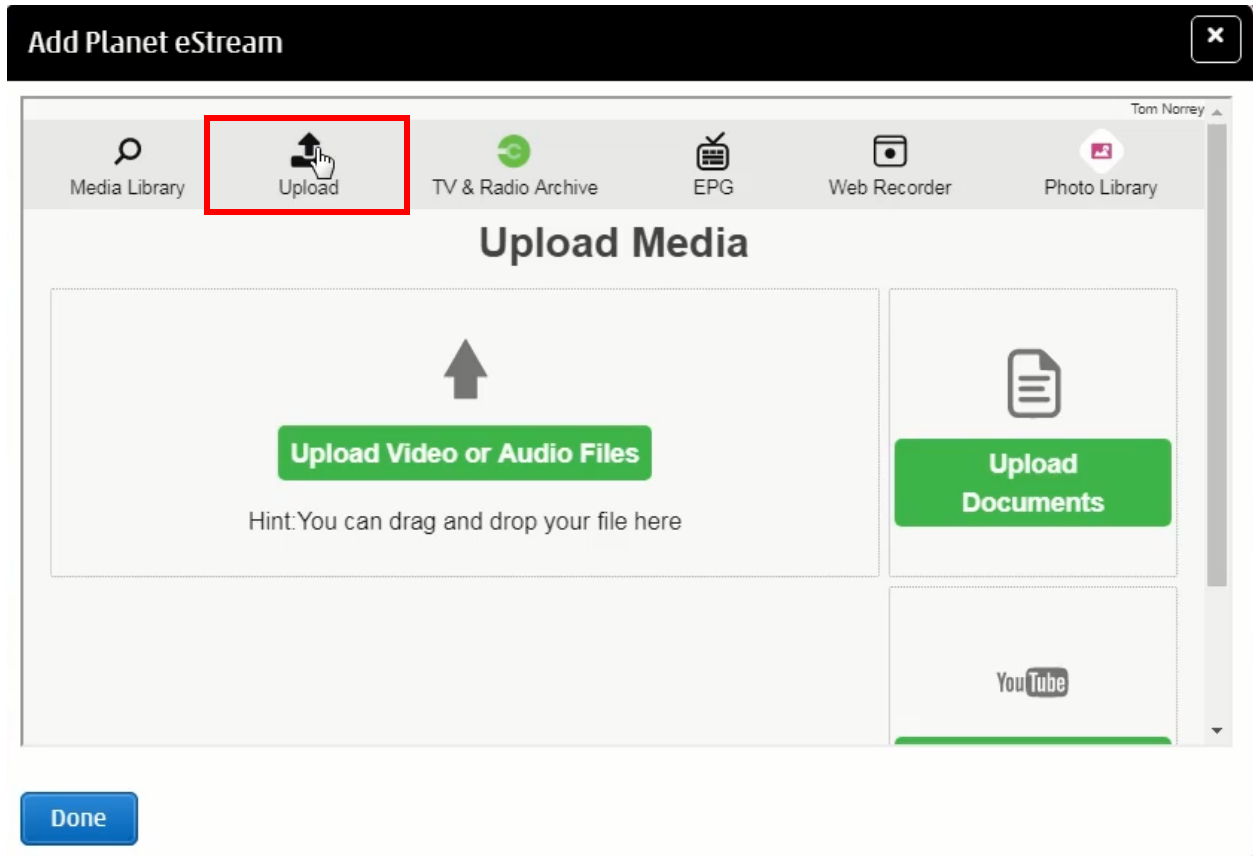 Add Planet eStream
Tom Norrey
Media Library
Upload
TV & Radio Archive
EPG
Web Recorder
Photo Library
Upload Media
Upload Video or Audio Files
Hint:You can drag and drop your file here
Upload
Documents
YouTube
Done